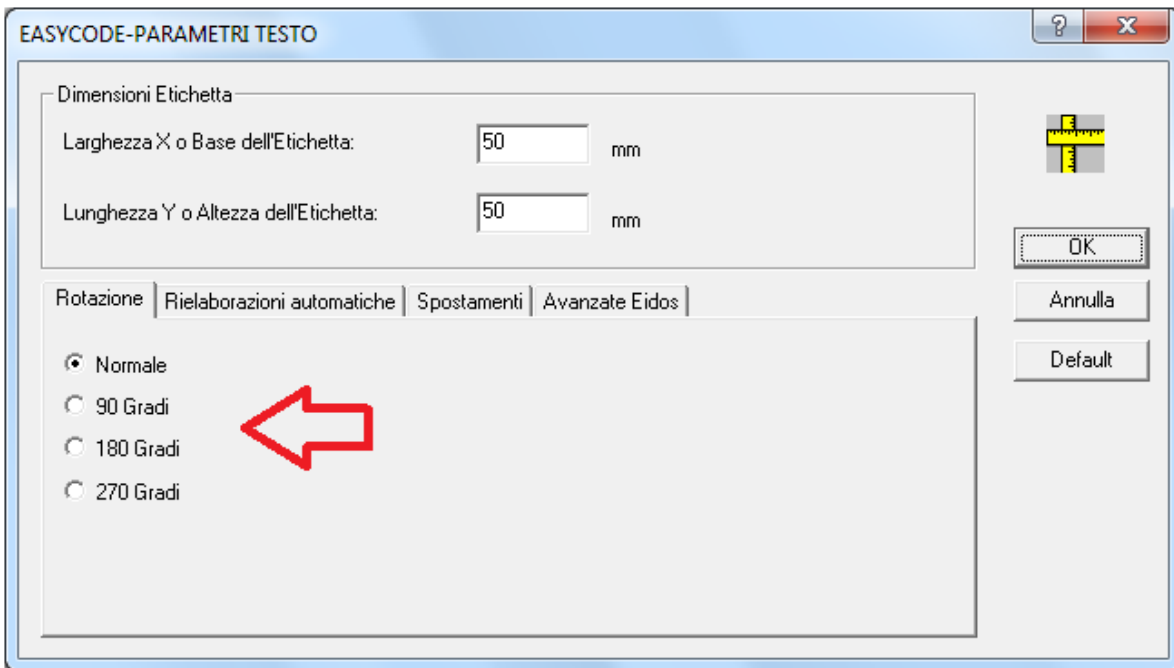 EASYCODE-PARAMETRI TESTO
Dimensioni Etichetta
Larghezza X o Base dell'Etichetta: 50 mm
Lunghezza Y o Altezza dell'Etichetta: 50 mm
OK
Rotazione Rielaborazioni automatiche Spostamenti Avanzate Eidos
Annulla
Normale
Default
90 Gradi
180 Gradi
270 Gradi